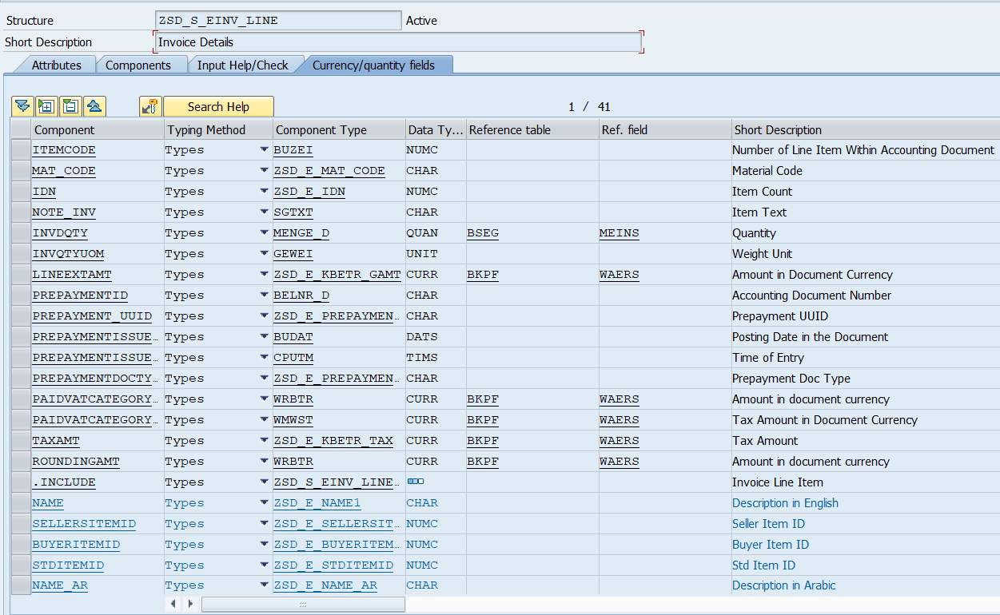 Structure ZSD_S_EINV_LINE Active
Short Description Invoice Details
Attributes Components Input Help/Check Currency/quantity fields
Search Help 1 / 41
Component Typing Method Component Type Data Ty... Reference table Ref. field Short Description
ITEMCODE Types BUZEI NUMC Number of Line Item Within Accounting Document
MAT_CODE Types ZSD_E_MAT_CODE CHAR Material Code
IDN Types ZSD_E_IDN NUMC Item Count
NOTE_INV Types SGTXT CHAR Item Text
INVDQTY Types MENGE_D QUAN BSEG MEINS Quantity
INVQTYUOM Types GEWEI UNIT Weight Unit
LINEEXTAMT Types ZSD_E_KBETR_GAMT CURR BKPF WAERS Amount in Document Currency
PREPAYMENTID Types BELNR_D CHAR Accounting Document Number
PREPAYMENT_UUID Types ZSD_E_PREPAYMEN... CHAR Prepayment UUID
PREPAYMENTISSUE... Types BUDAT DATS Posting Date in the Document
PREPAYMENTISSUE... Types CPUTM TIMS Time of Entry
PREPAYMENTDOCTY... Types ZSD_E_PREPAYMEN... CHAR Prepayment Doc Type
PAIDVATCATEGORY... Types WRBTR CURR BKPF WAERS Amount in document currency
PAIDVATCATEGORY... Types WMWST CURR BKPF WAERS Tax Amount in Document Currency
TAXAMT Types ZSD_E_KBETR_TAX CURR BKPF WAERS Tax Amount
ROUNDINGAMT Types WRBTR CURR BKPF WAERS Amount in document currency
.INCLUDE Types ZSD_S_EINV_LINE... Invoice Line Item
NAME Types ZSD_E_NAME1 CHAR Description in English
SELLERSITEMID Types ZSD_E_SELLERSIT... NUMC Seller Item ID
BUYERITEMID Types ZSD_E_BUYERITEM... NUMC Buyer Item ID
STDITEMID Types ZSD_E_STDITEMID NUMC Std Item ID
NAME_AR Types ZSD_E_NAME_AR CHAR Description in Arabic